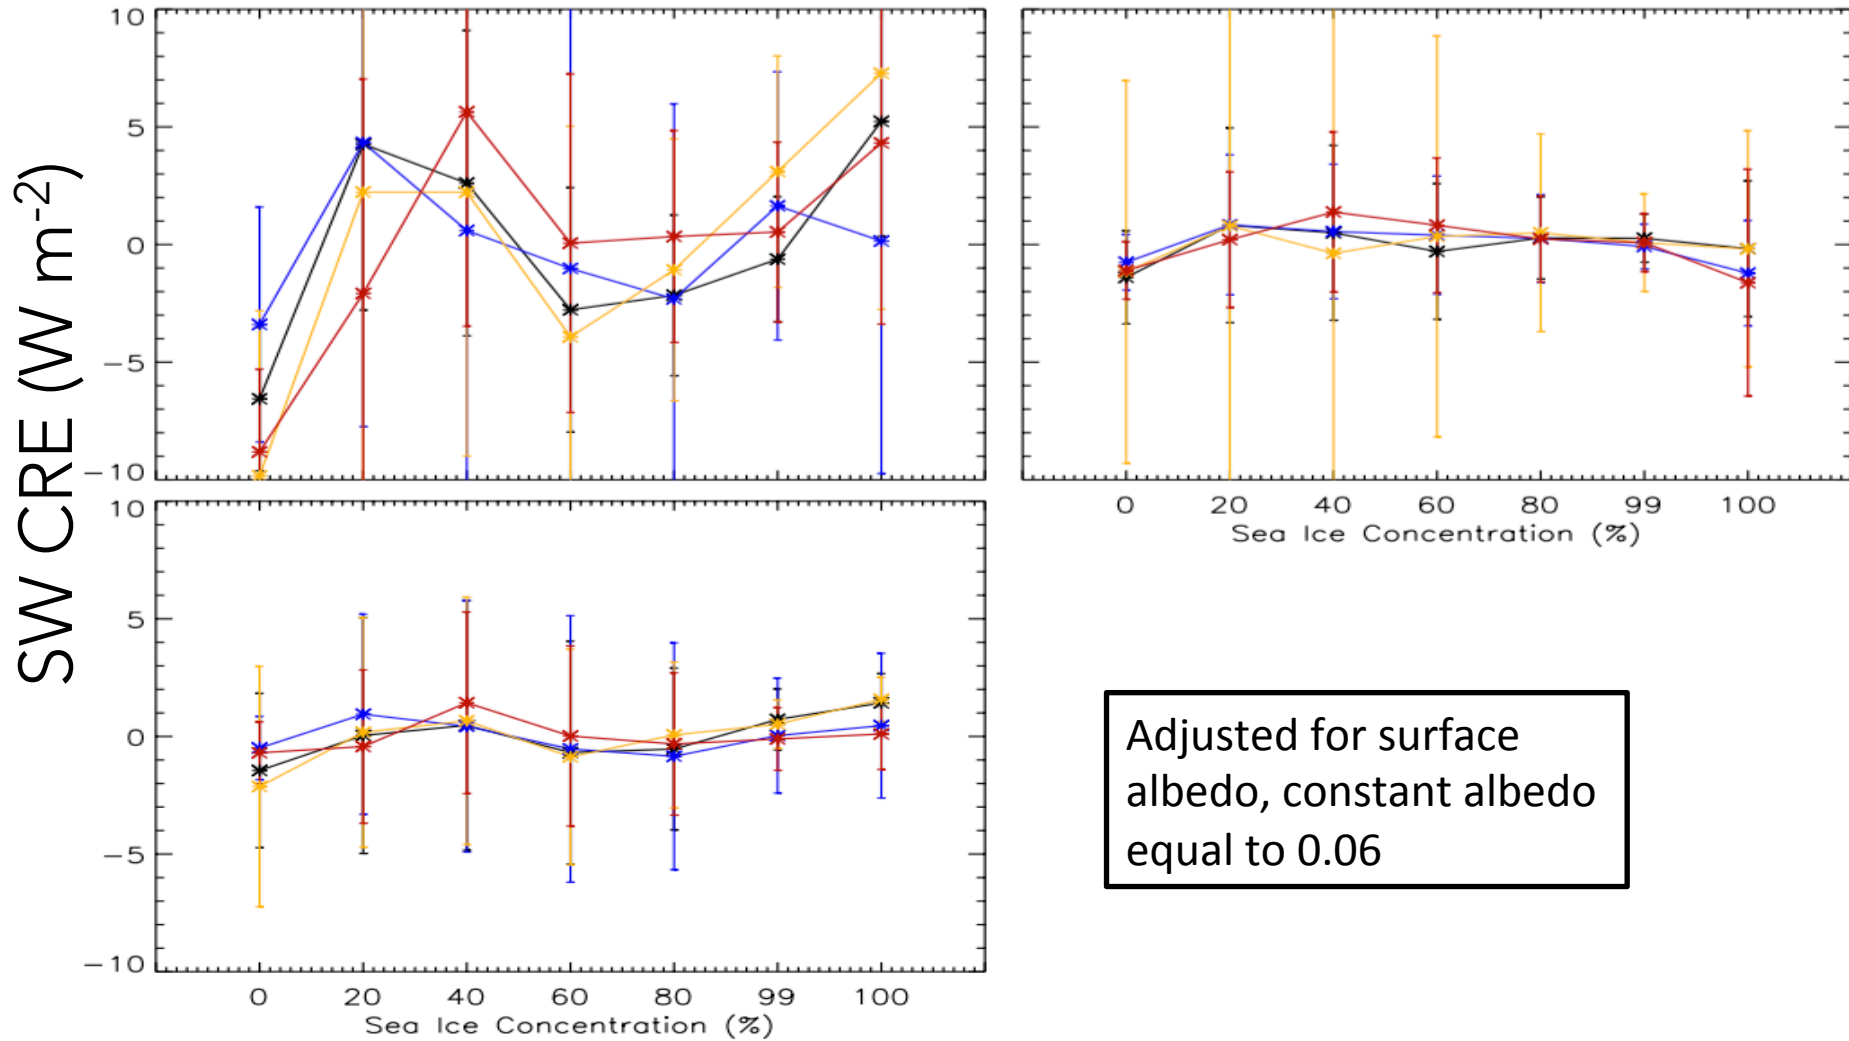 SW CRE (W m-2)
10
5
0
−5
−10
0 20 40 60 80 99 100
Sea Ice Concentration (%)
10
5
0
−5
−10
0 20 40 60 80 99 100
Sea Ice Concentration (%)
Adjusted for surface
albedo, constant albedo
equal to 0.06